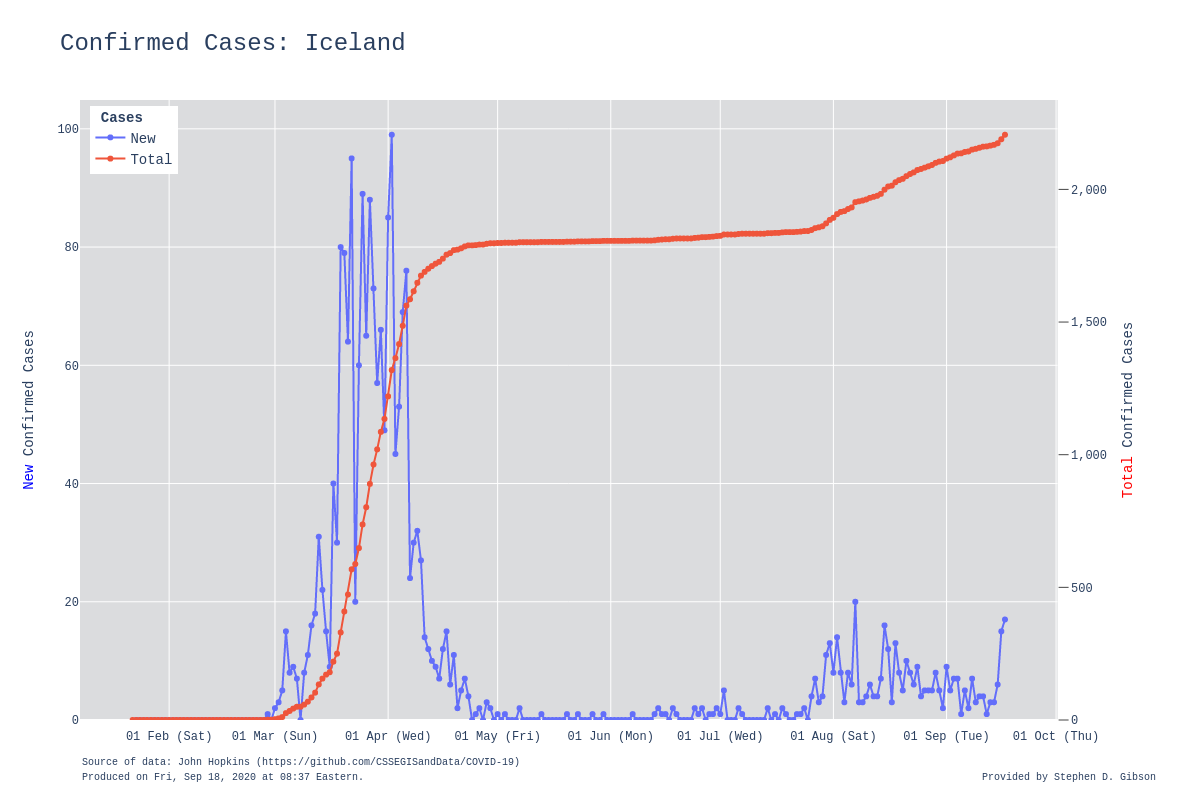 Confirmed Cases: Iceland
Cases
New
Total
100
80
60
40
20
0
New Confirmed Cases
2,000
1,500
1,000
500
0
Total Confirmed Cases
01 Feb (Sat) 01 Mar (Sun) 01 Apr (Wed) 01 May (Fri) 01 Jun (Mon) 01 Jul (Wed) 01 Aug (Sat) 01 Sep (Tue) 01 Oct (Thu)
Source of data: John Hopkins (https://github.com/CSSEGISandData/COVID-19)
Produced on Fri, Sep 18, 2020 at 08:37 Eastern.
Provided by Stephen D. Gibson